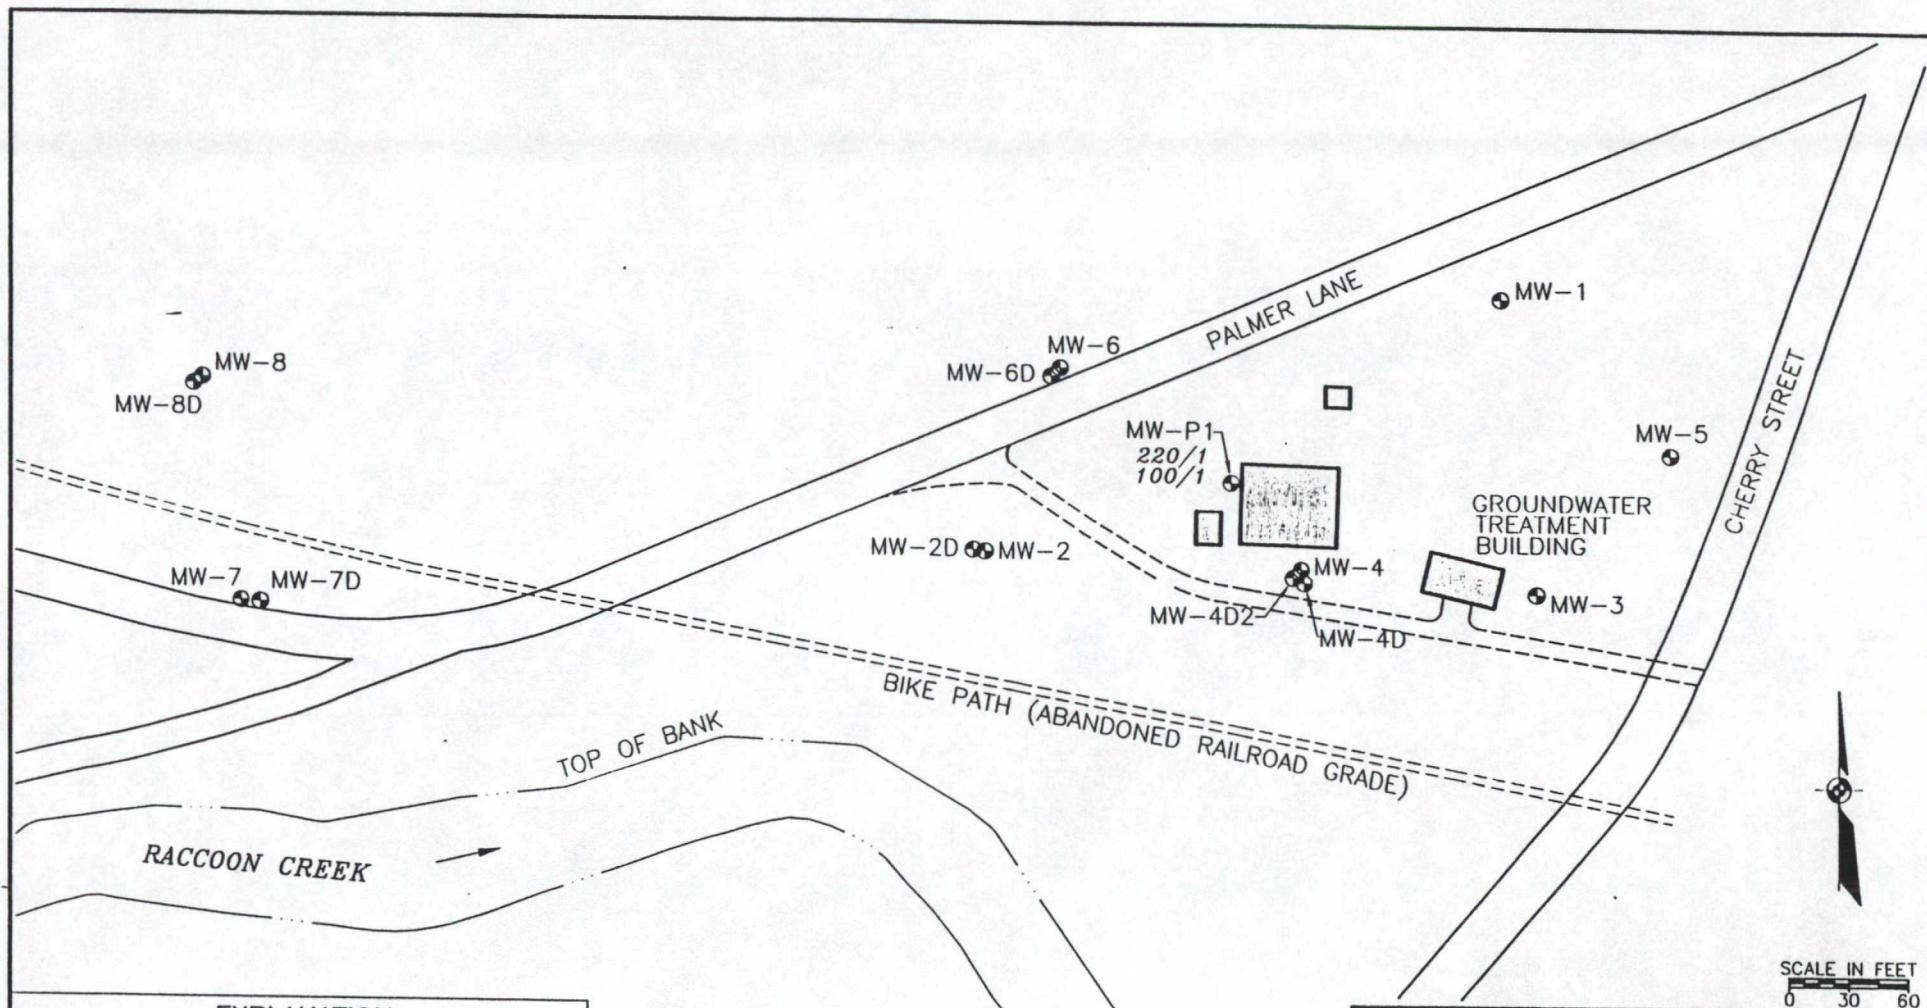 PALMER LANE
MW-1
MW-6
MW-6D
MW-8
MW-8D
MW-P1
220/1
100/1
MW-5
CHERRY STREET
GROUNDWATER
TREATMENT
BUILDING
MW-2D
MW-2
MW-7
MW-7D
MW-4
MW-3
MW-4D2
MW-4D
BIKE PATH (ABANDONED RAILROAD GRADE)
TOP OF BANK
RACCOON CREEK
SCALE IN FEET
0 30 60
EXPLANATION